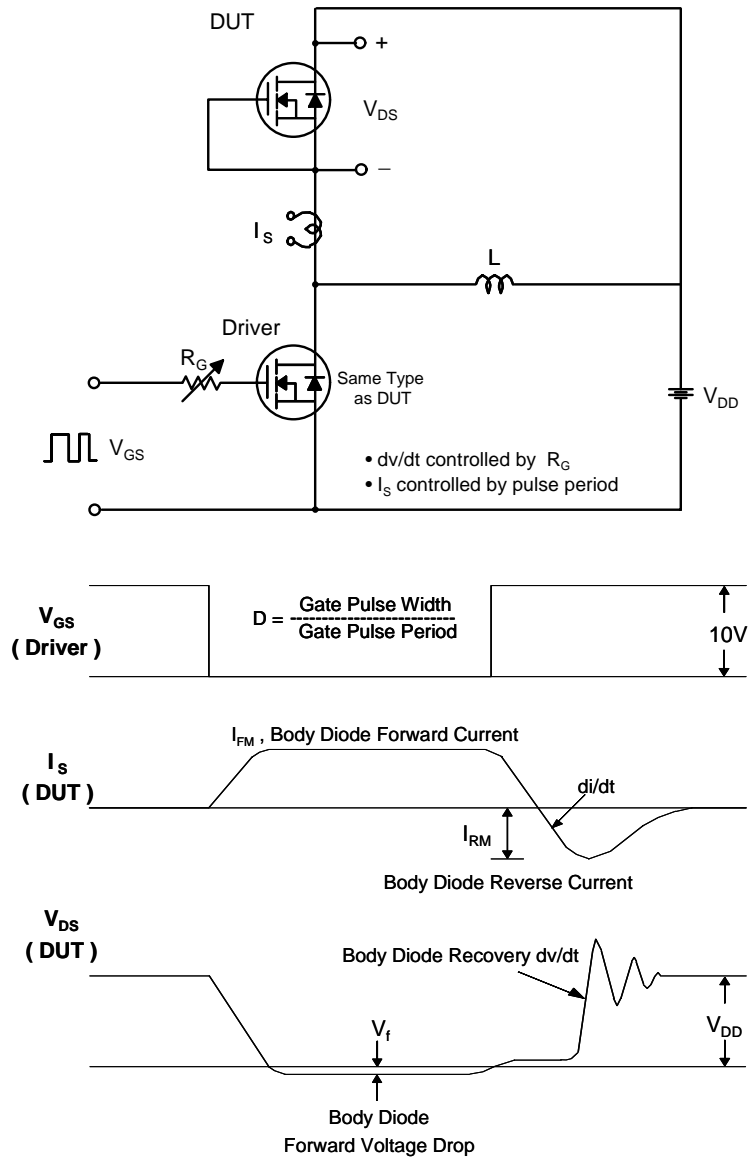 DUT
+
V_DS
−
I_S
L
Driver
R_G
Same Type
as DUT
V_DD
V_GS
• dv/dt controlled by R_G
• I_S controlled by pulse period
V_GS
( Driver )
D = Gate Pulse Width
Gate Pulse Period
10V
I_FM , Body Diode Forward Current
I_S
( DUT )
di/dt
I_RM
Body Diode Reverse Current
V_DS
( DUT )
Body Diode Recovery dv/dt
V_f
V_DD
Body Diode
Forward Voltage Drop